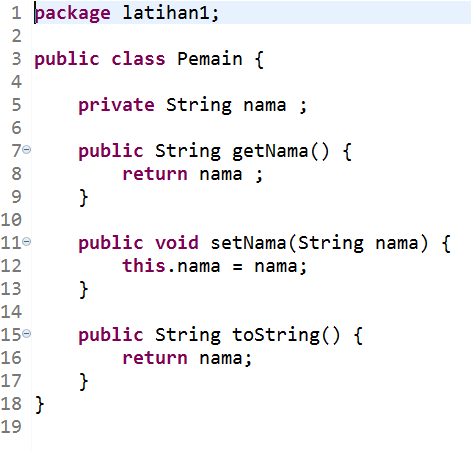 1 package latihan1;
2
3 public class Pemain {
4
5     private String nama ;
6
7     public String getNama() {
8         return nama ;
9     }
10
11     public void setNama(String nama) {
12         this.nama = nama;
13     }
14
15     public String toString() {
16         return nama;
17     }
18 }
19